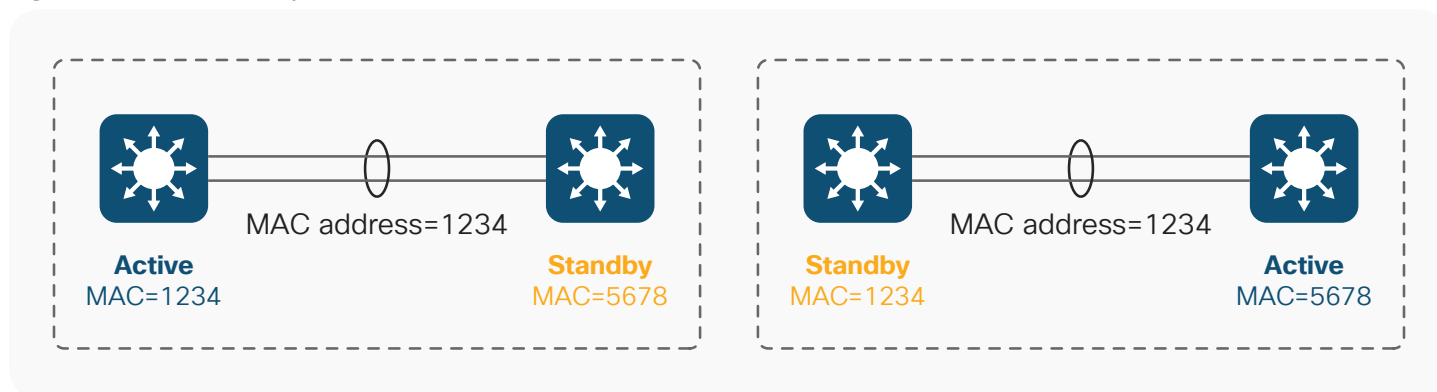 MAC address=1234
Active
MAC=1234
Standby
MAC=5678
MAC address=1234
Standby
MAC=1234
Active
MAC=5678